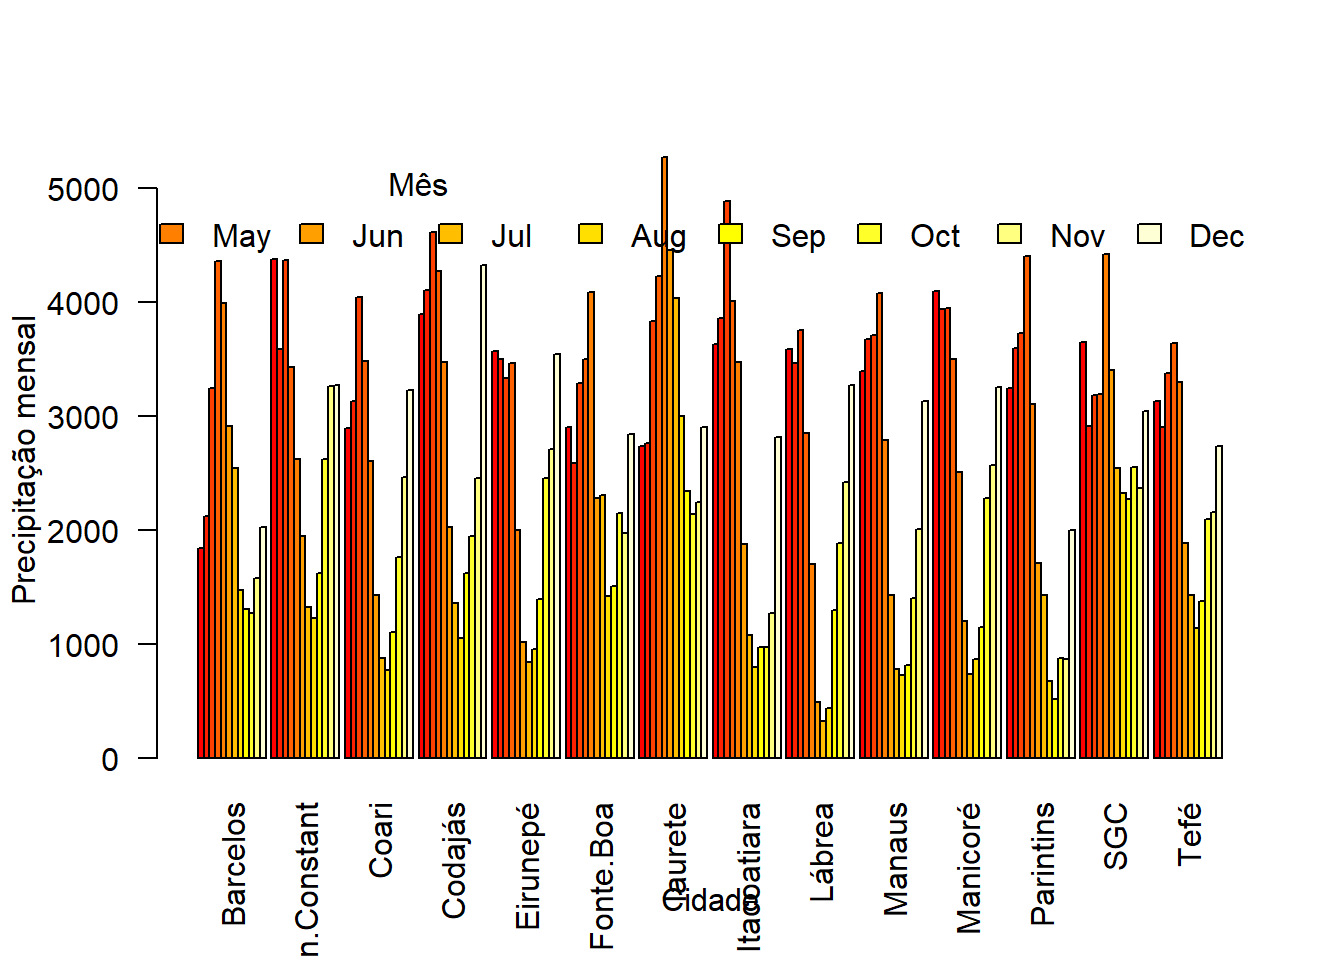 Mês
May Jun Jul Aug Sep Oct Nov Dec
Precipitação mensal
5000
4000
3000
2000
1000
0
Barcelos
n.Constant
Coari
Codajás
Eirunepé
Fonte.Boa
Iaurete
Itacoatiara
Lábrea
Manaus
Manicoré
Parintins
SGC
Tefé
Cidade